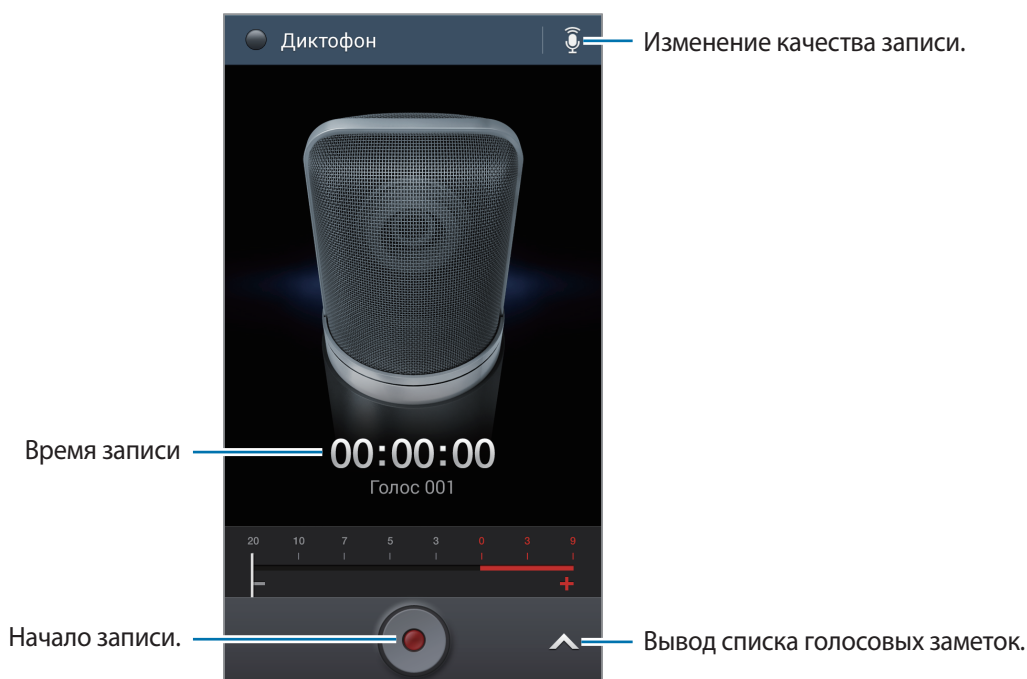 Диктофон
Изменение качества записи.
Время записи
00:00:00
Голос 001
20 10 7 5 3 0 3 9
− +
Начало записи.
Вывод списка голосовых заметок.